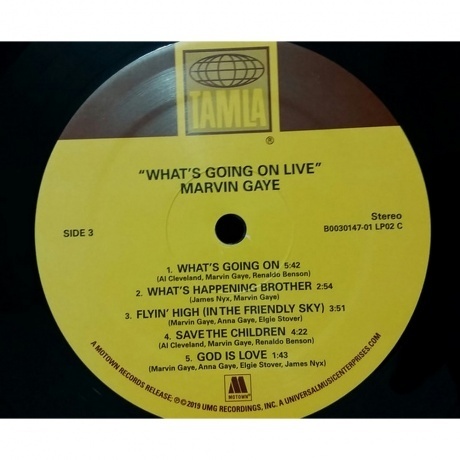 TAMLA
®
"WHAT'S GOING ON LIVE"
MARVIN GAYE
Stereo
SIDE 3
B0030147-01 LP02 C
1. WHAT'S GOING ON 5:42
(Al Cleveland, Marvin Gaye, Renaldo Benson)
2. WHAT'S HAPPENING BROTHER 2:54
(James Nyx, Marvin Gaye)
3. FLYIN' HIGH (IN THE FRIENDLY SKY) 3:51
(Marvin Gaye, Anna Gaye, Elgie Stover)
4. SAVE THE CHILDREN 4:22
(Al Cleveland, Marvin Gaye, Renaldo Benson)
5. GOD IS LOVE 1:43
(Marvin Gaye, Anna Gaye, Elgie Stover, James Nyx)
M
MOTOWN
A MOTOWN RECORDS RELEASE; ℗©2019 UMG RECORDINGS, INC. A UNIVERSALMUSICENTERPRISES.COM